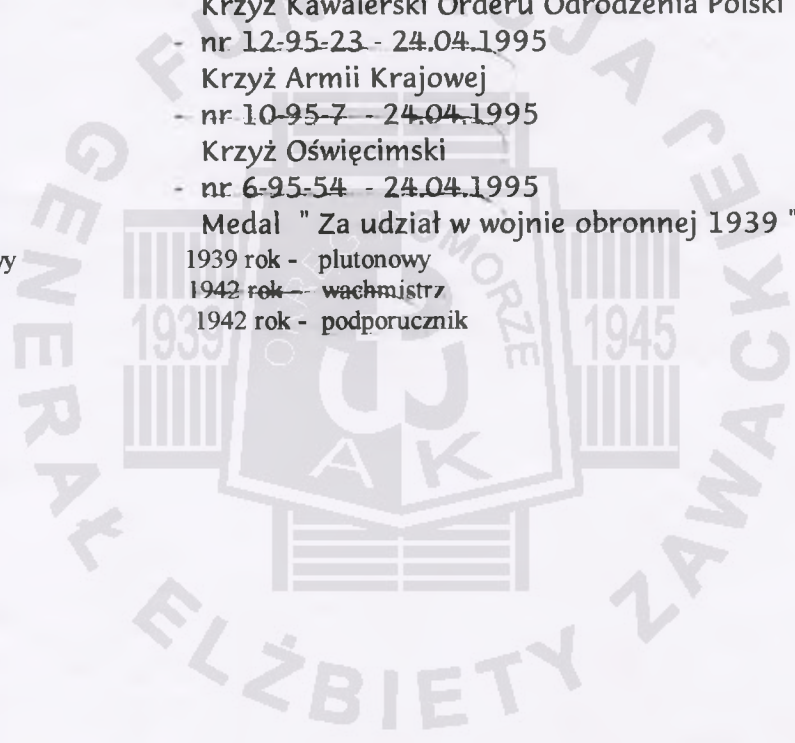 Krzyż Kawalerski Orderu Odrodzenia Polski
- nr 12-95-23 - 24.04.1995
Krzyż Armii Krajowej
- nr 10-95-7 - 24.04.1995
Krzyż Oświęcimski
- nr 6-95-54 - 24.04.1995
Medal " Za udział w wojnie obronnej 1939 "
wy 1939 rok - plutonowy
1942 rok - wachmistrz
1942 rok - podporucznik
1939 1945
AK
GENERAŁ ELŻBIETY ZAWACKIEJ